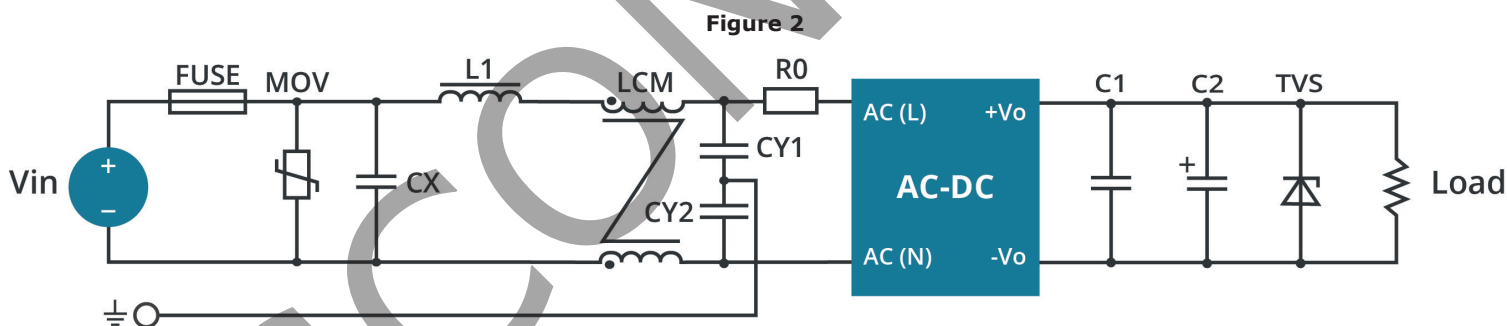 Figure 2
FUSE MOV L1 LCM R0 C1 C2 TVS
AC (L) +Vo
CY1
Vin + − CX AC-DC + Load
CY2
AC (N) -Vo